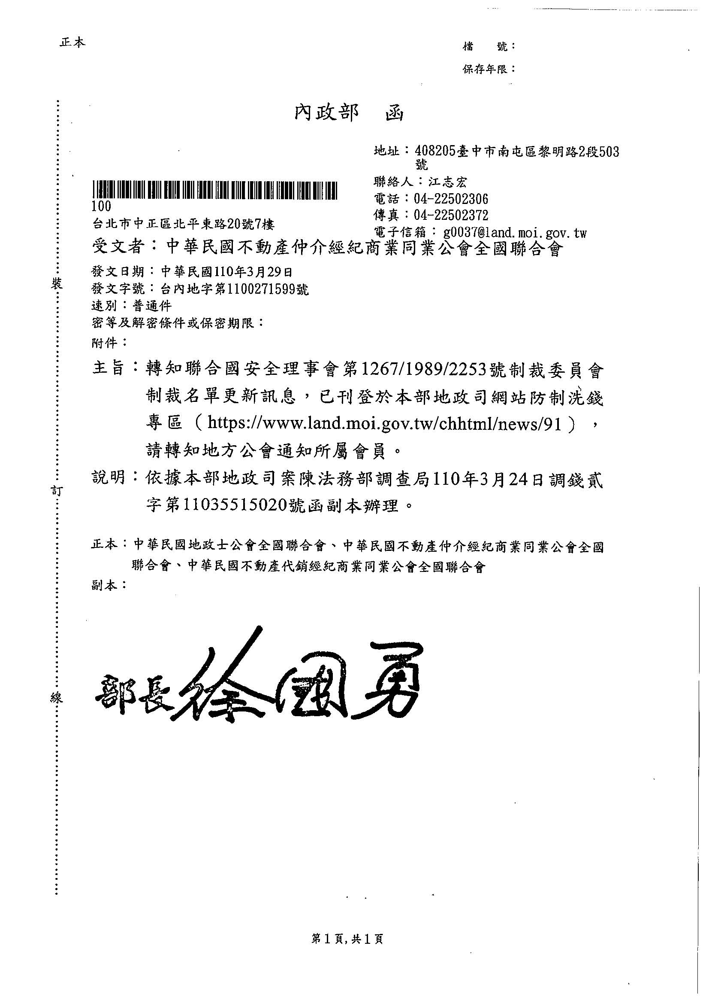 正本
檔　　號：
保存年限：
內政部　函
地址：408205臺中市南屯區黎明路2段503
號
聯絡人：江志宏
電話：04-22502306
傳真：04-22502372
電子信箱：g0037@land.moi.gov.tw
100
台北市中正區北平東路20號7樓
受文者：中華民國不動產仲介經紀商業同業公會全國聯合會
發文日期：中華民國110年3月29日
發文字號：台內地字第1100271599號
速別：普通件
密等及解密條件或保密期限：
附件：
主旨：轉知聯合國安全理事會第1267/1989/2253號制裁委員會
制裁名單更新訊息，已刊登於本部地政司網站防制洗錢
專區（https://www.land.moi.gov.tw/chhtml/news/91），
請轉知地方公會通知所屬會員。
說明：依據本部地政司案陳法務部調查局110年3月24日調錢貳
字第11035515020號函副本辦理。
正本：中華民國地政士公會全國聯合會、中華民國不動產仲介經紀商業同業公會全國
聯合會、中華民國不動產代銷經紀商業同業公會全國聯合會
副本：
部長徐國勇
裝
訂
線
第1頁,共1頁